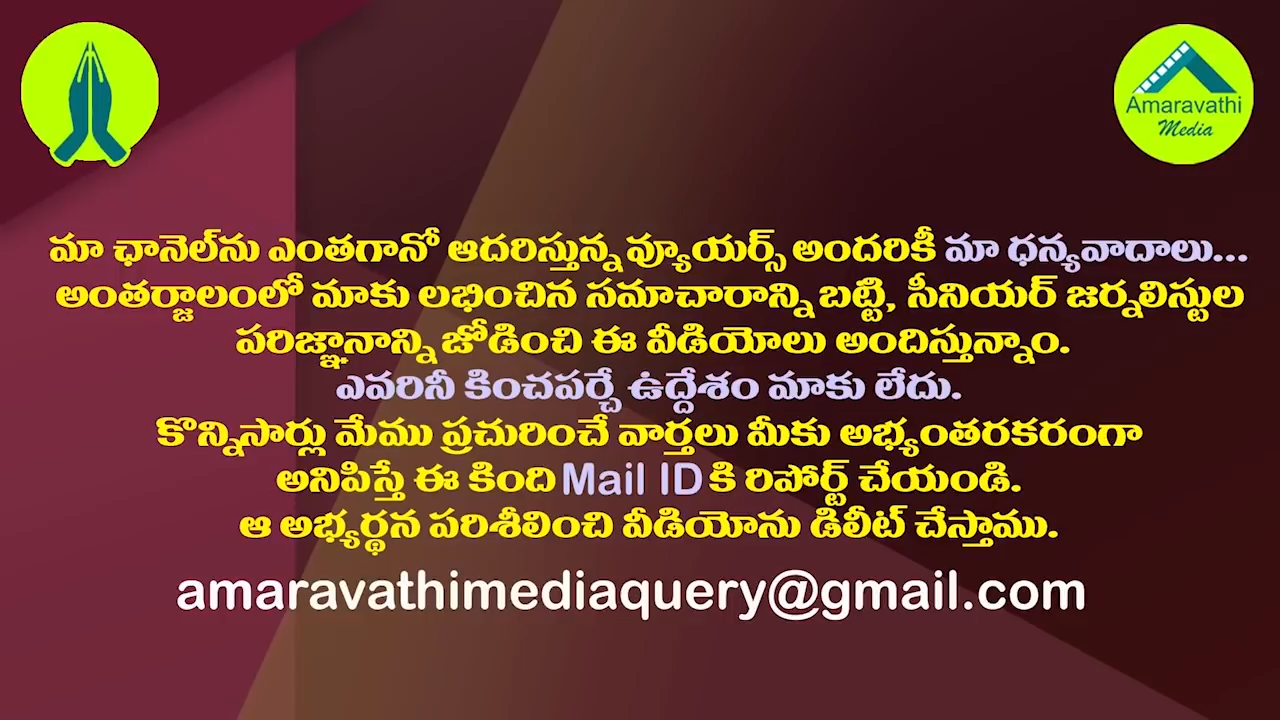 Amaravathi
Media
మా ఛానెల్‌ను ఎంతగానో ఆదరిస్తున్న వ్యూయర్స్ అందరికీ మా ధన్యవాదాలు...
అంతర్జాలంలో మాకు లభించిన సమాచారాన్ని బట్టి, సీనియర్ జర్నలిస్టుల
పరిజ్ఞానాన్ని జోడించి ఈ వీడియోలు అందిస్తున్నాం.
ఎవరినీ కించపర్చే ఉద్దేశం మాకు లేదు.
కొన్నిసార్లు మేము ప్రచురించే వార్తలు మీకు అభ్యంతరకరంగా
అనిపిస్తే ఈ కింది Mail ID కి రిపోర్ట్ చేయండి.
ఆ అభ్యర్థన పరిశీలించి వీడియోను డిలీట్ చేస్తాము.
amaravathimediaquery@gmail.com